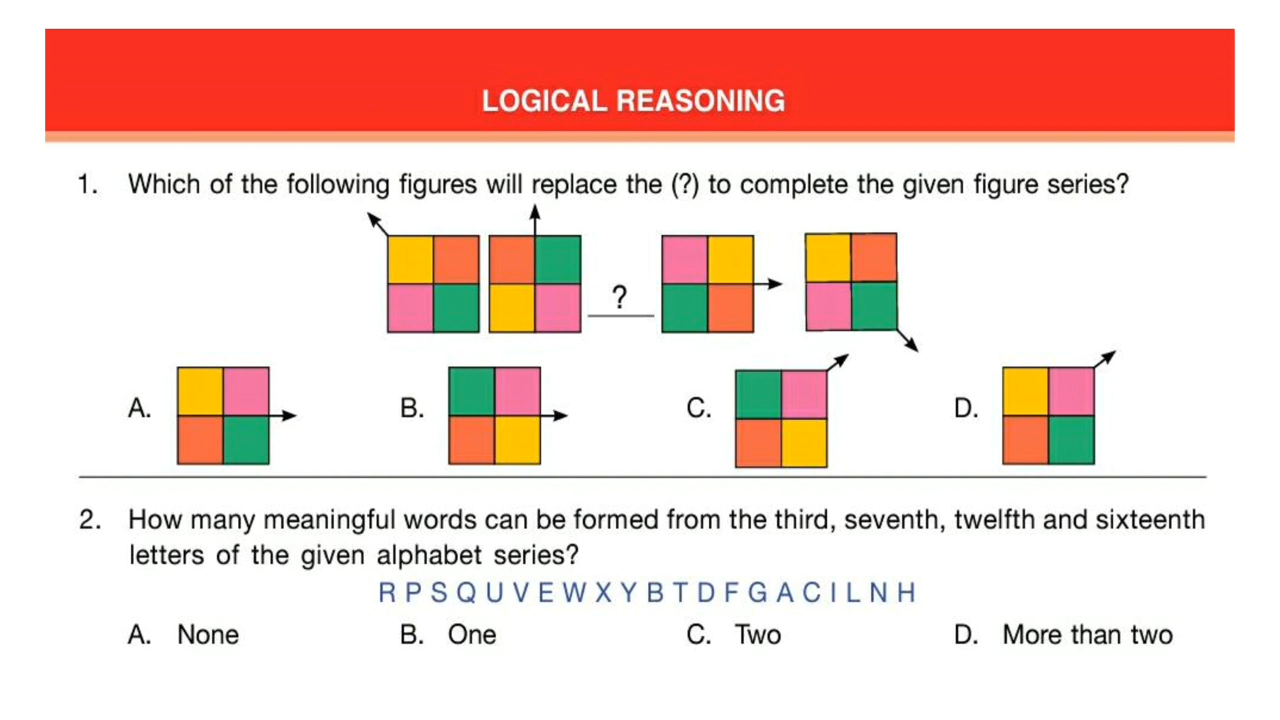 LOGICAL REASONING
1. Which of the following figures will replace the (?) to complete the given figure series?
?
A. B. C. D.
2. How many meaningful words can be formed from the third, seventh, twelfth and sixteenth
letters of the given alphabet series?
R P S Q U V E W X Y B T D F G A C I L N H
A. None B. One C. Two D. More than two